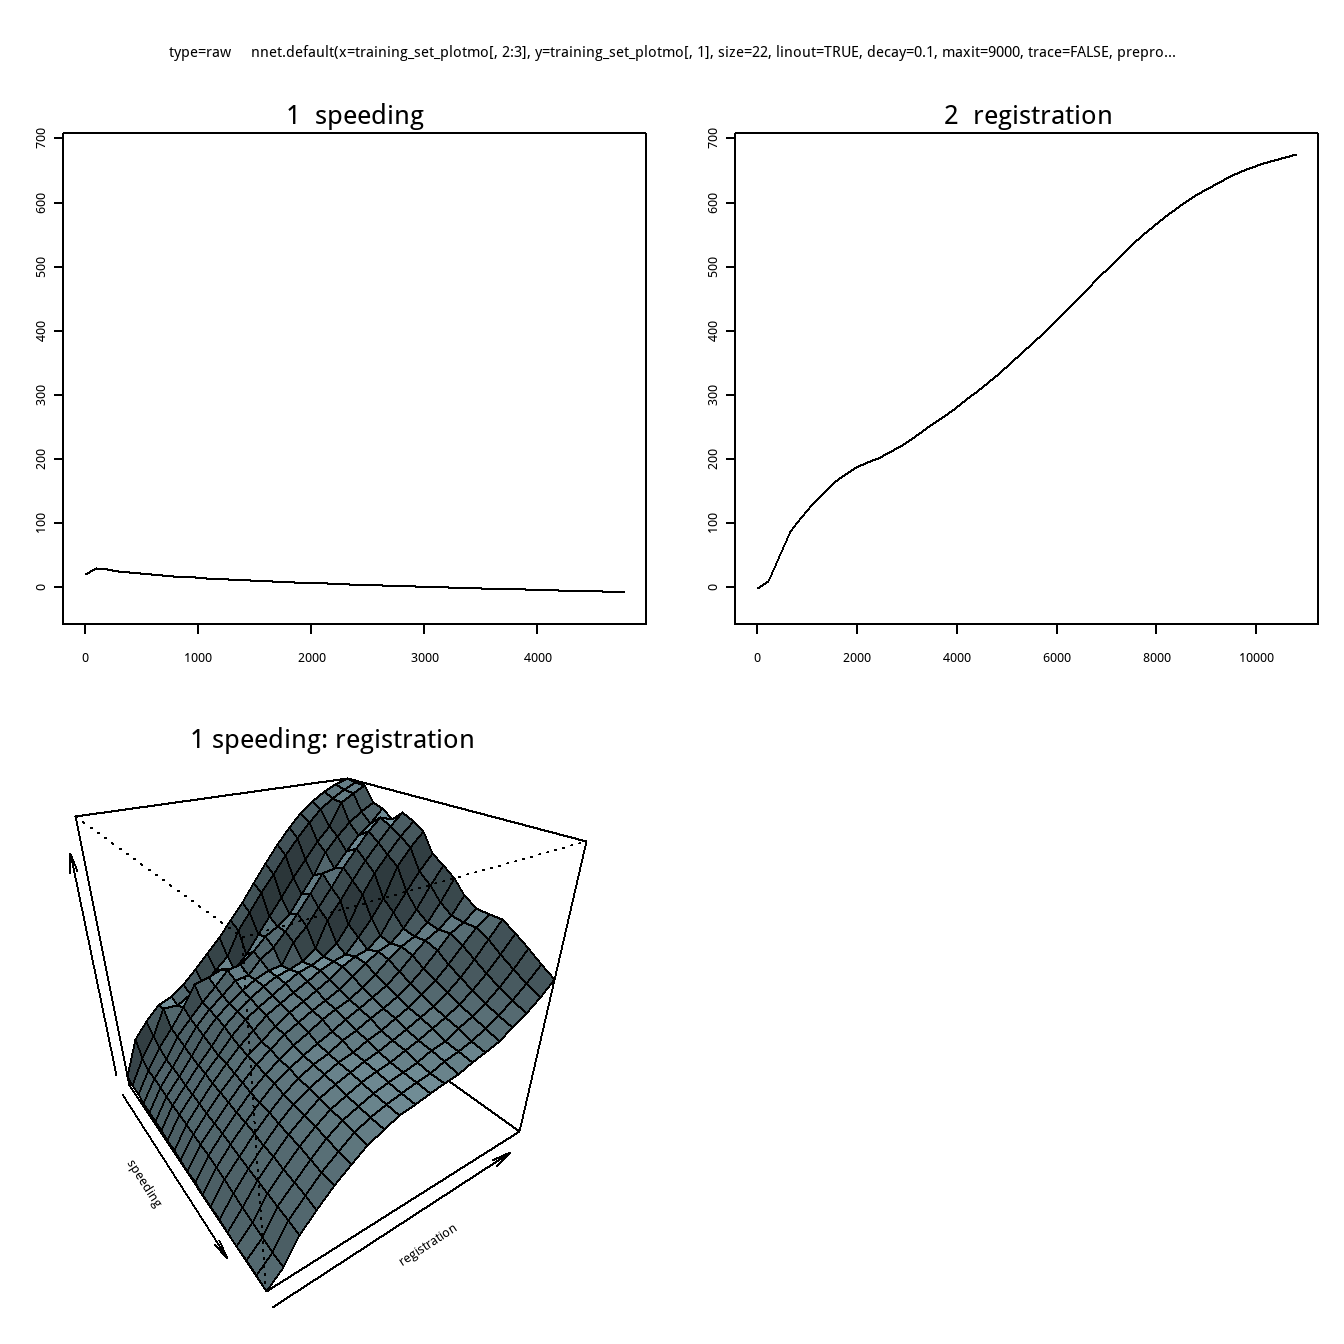 type=raw nnet.default(x=training_set_plotmo[, 2:3], y=training_set_plotmo[, 1], size=22, linout=TRUE, decay=0.1, maxit=9000, trace=FALSE, prepro...
1 speeding
700
600
500
400
300
200
100
0
0 1000 2000 3000 4000
2 registration
700
600
500
400
300
200
100
0
0 2000 4000 6000 8000 10000
1 speeding: registration
speeding
registration